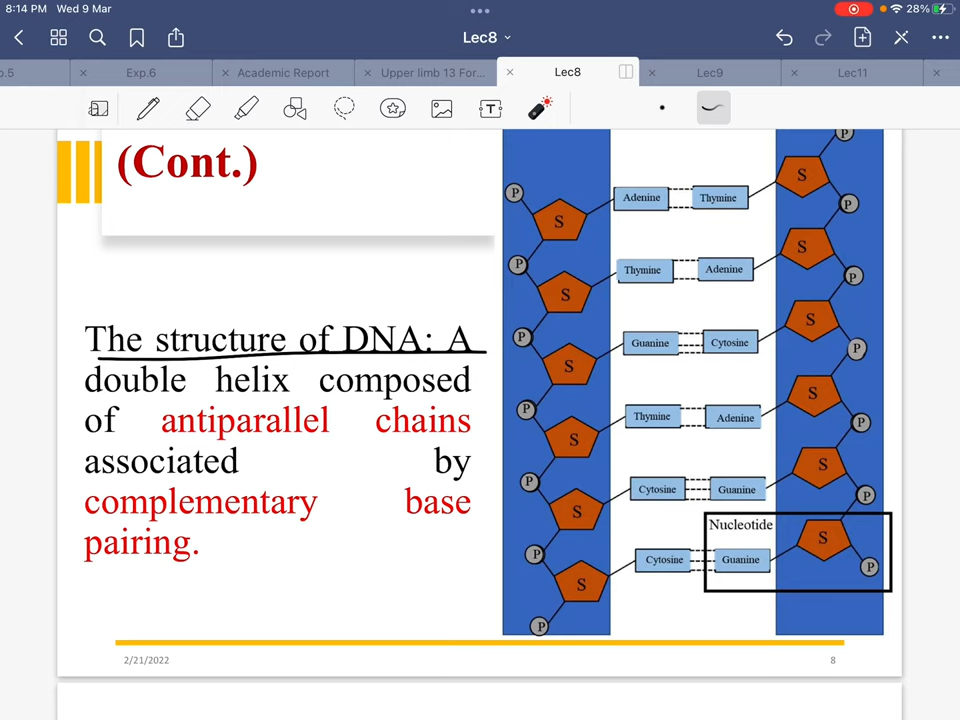 8:14 PM Wed 9 Mar
28%
Lec8
p.5
Exp.6
Academic Report
Upper limb 13 For...
Lec8
Lec9
Lec11
(Cont.)
The structure of DNA: A
double helix composed
of antiparallel chains
associated by
complementary base
pairing.
P
P S Adenine Thymine S P
P S Thymine Adenine S P
P S Guanine Cytosine S P
P S Thymine Adenine S P
P S Cytosine Guanine S P
Nucleotide
P S Cytosine Guanine S P
P
2/21/2022
8